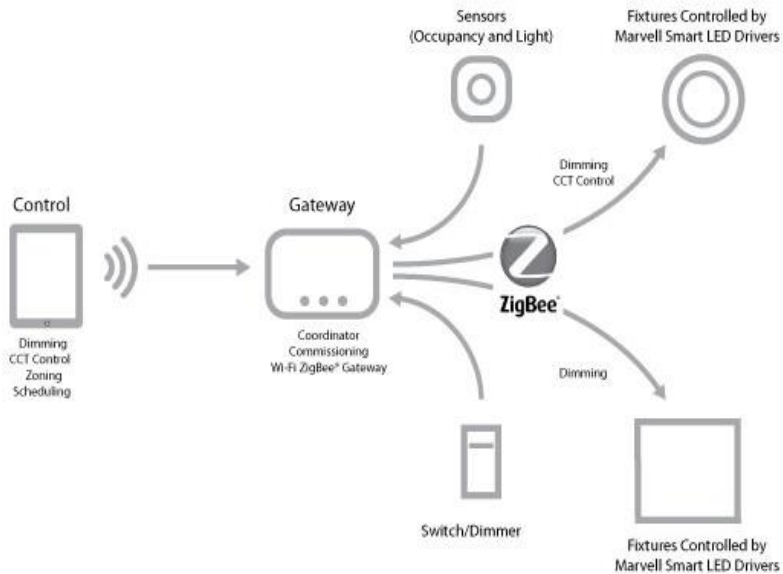 Sensors
(Occupancy and Light)
Fixtures Controlled by
Marvell Smart LED Drivers
Dimming
CCT Control
Control
Gateway
ZigBee®
Dimming
CCT Control
Zoning
Scheduling
Coordinator
Commissioning
Wi-Fi ZigBee® Gateway
Dimming
Switch/Dimmer
Fixtures Controlled by
Marvell Smart LED Drivers